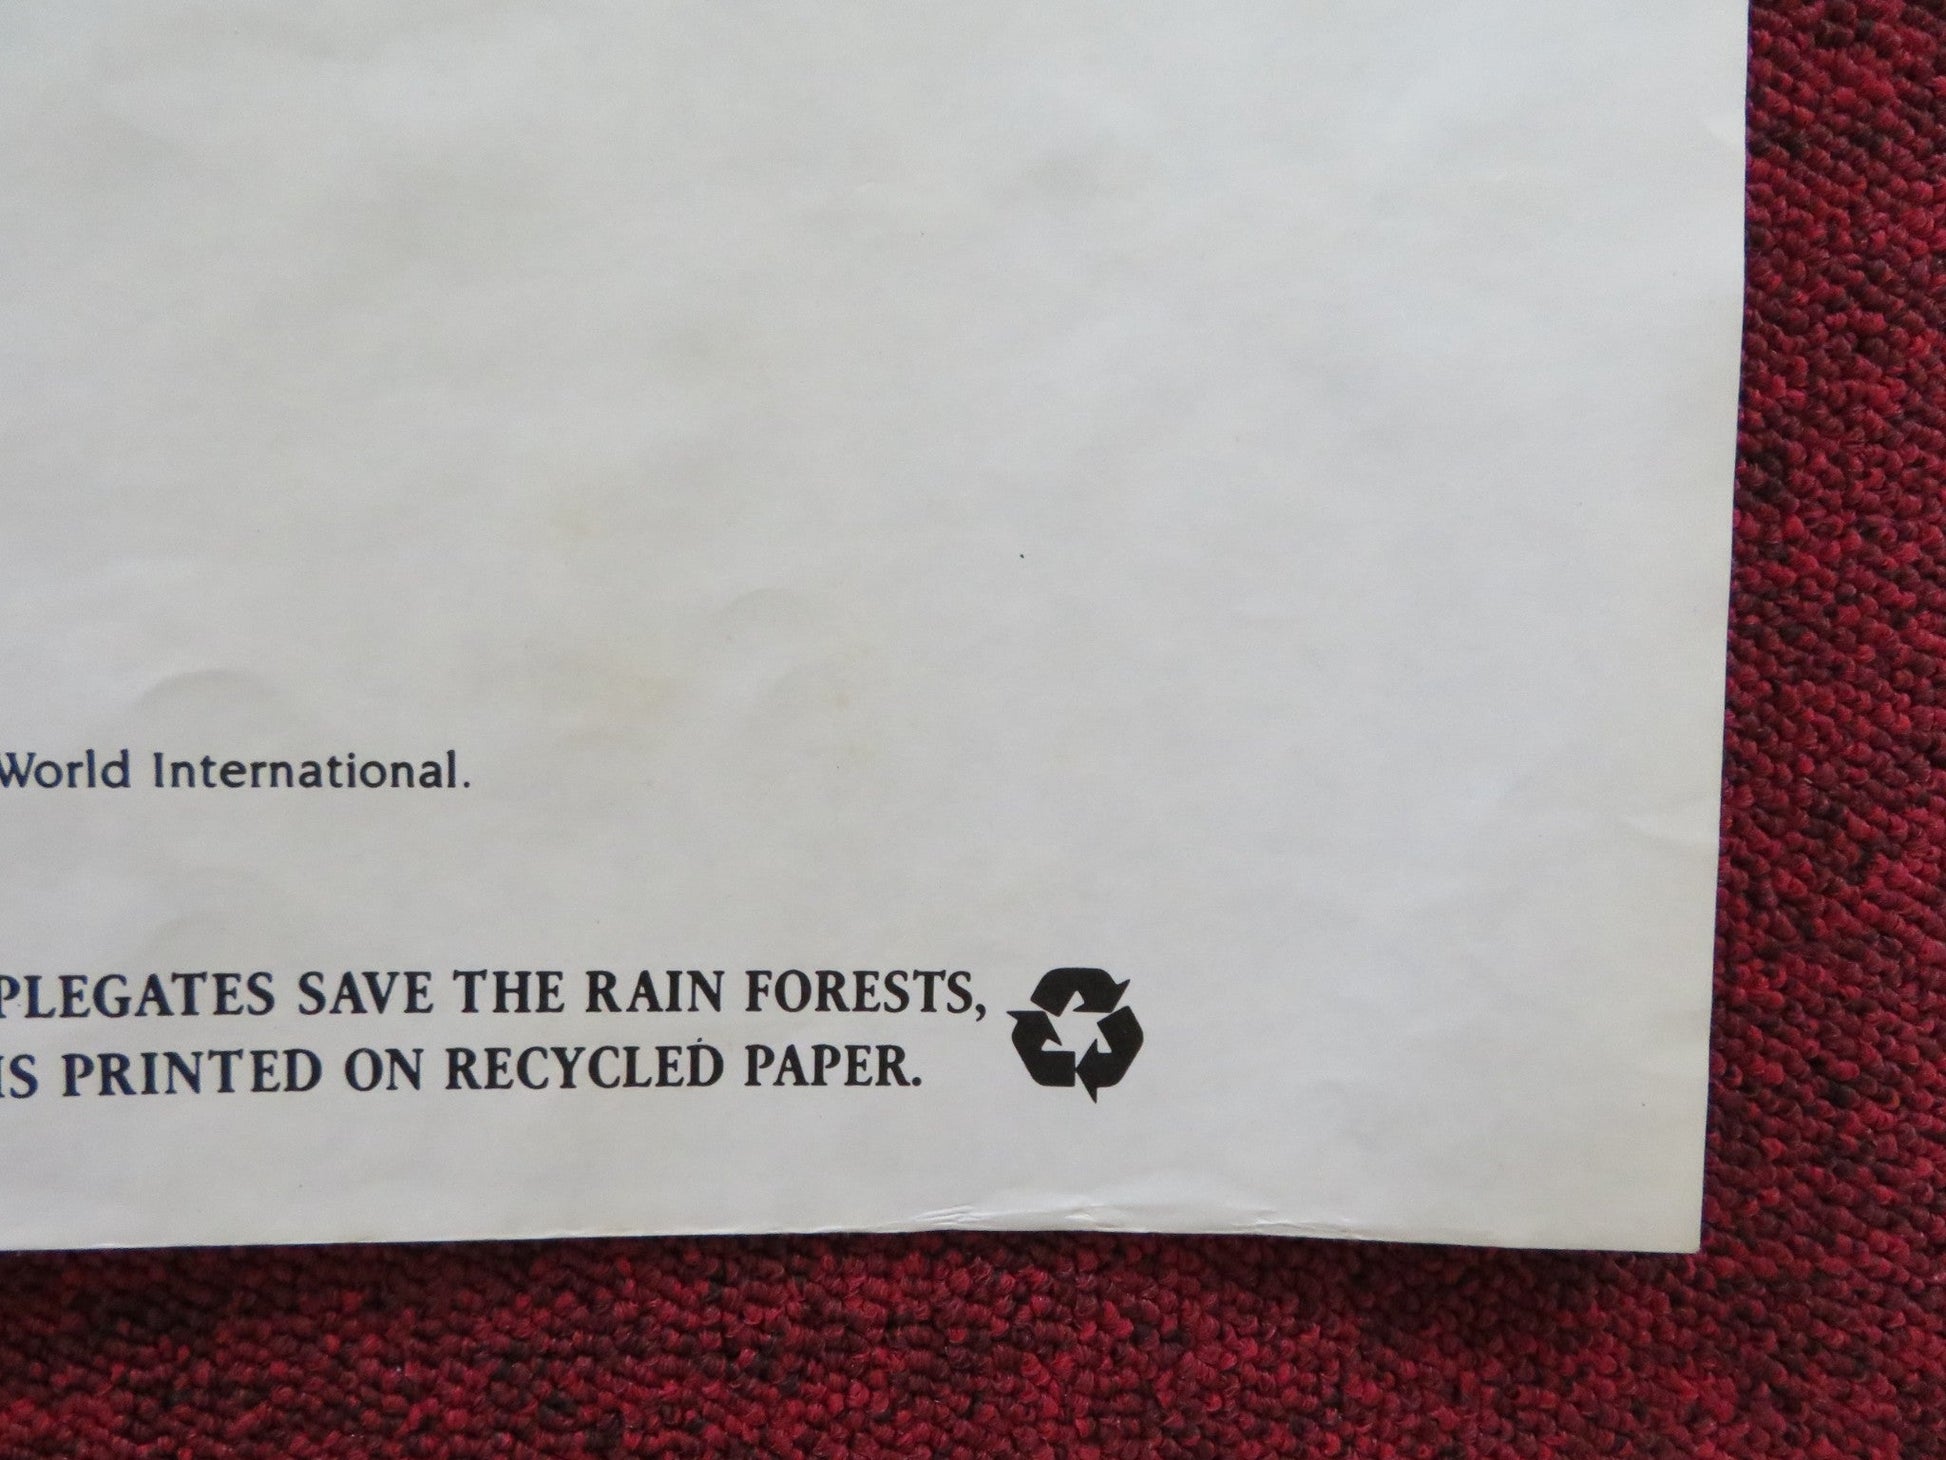 World International.
PLEGATES SAVE THE RAIN FORESTS,
IS PRINTED ON RECYCLED PAPER.